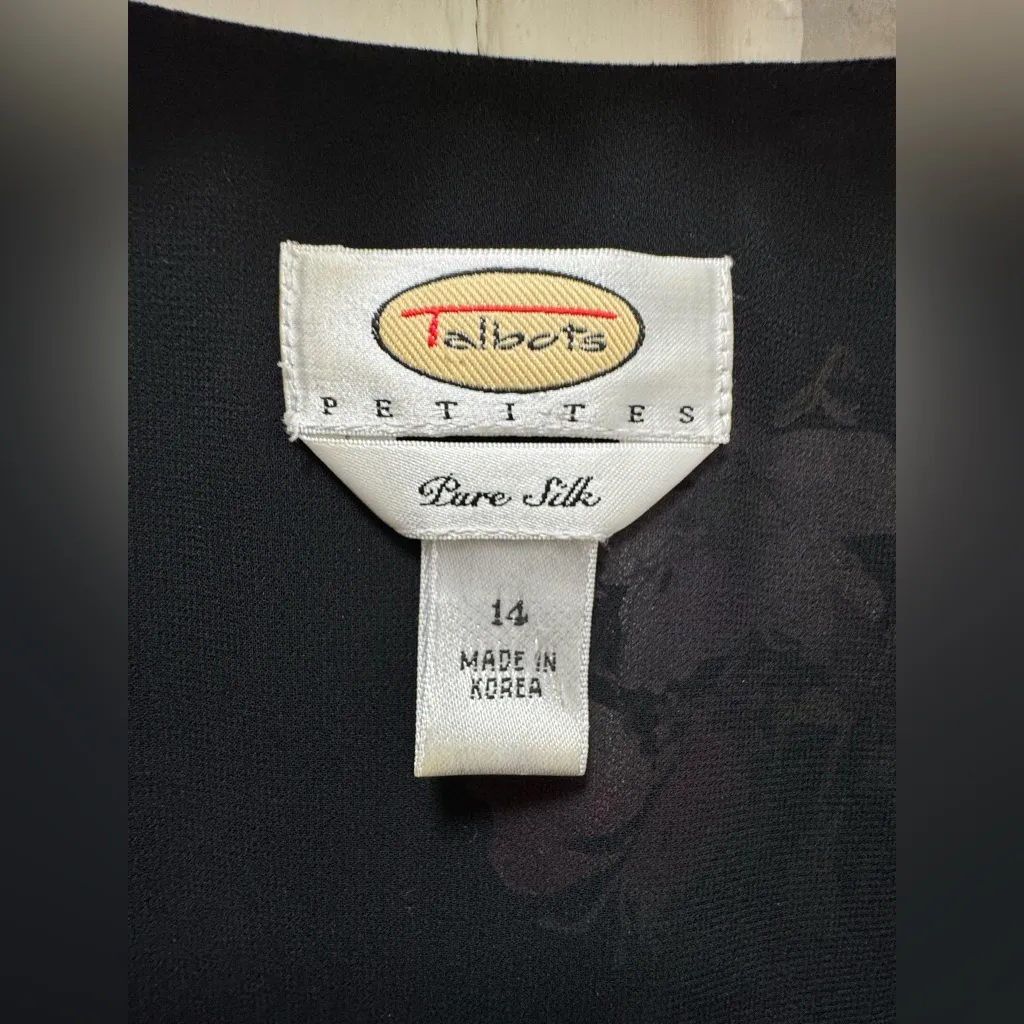 Talbots
PETITES
Pure Silk
14
MADE IN
KOREA